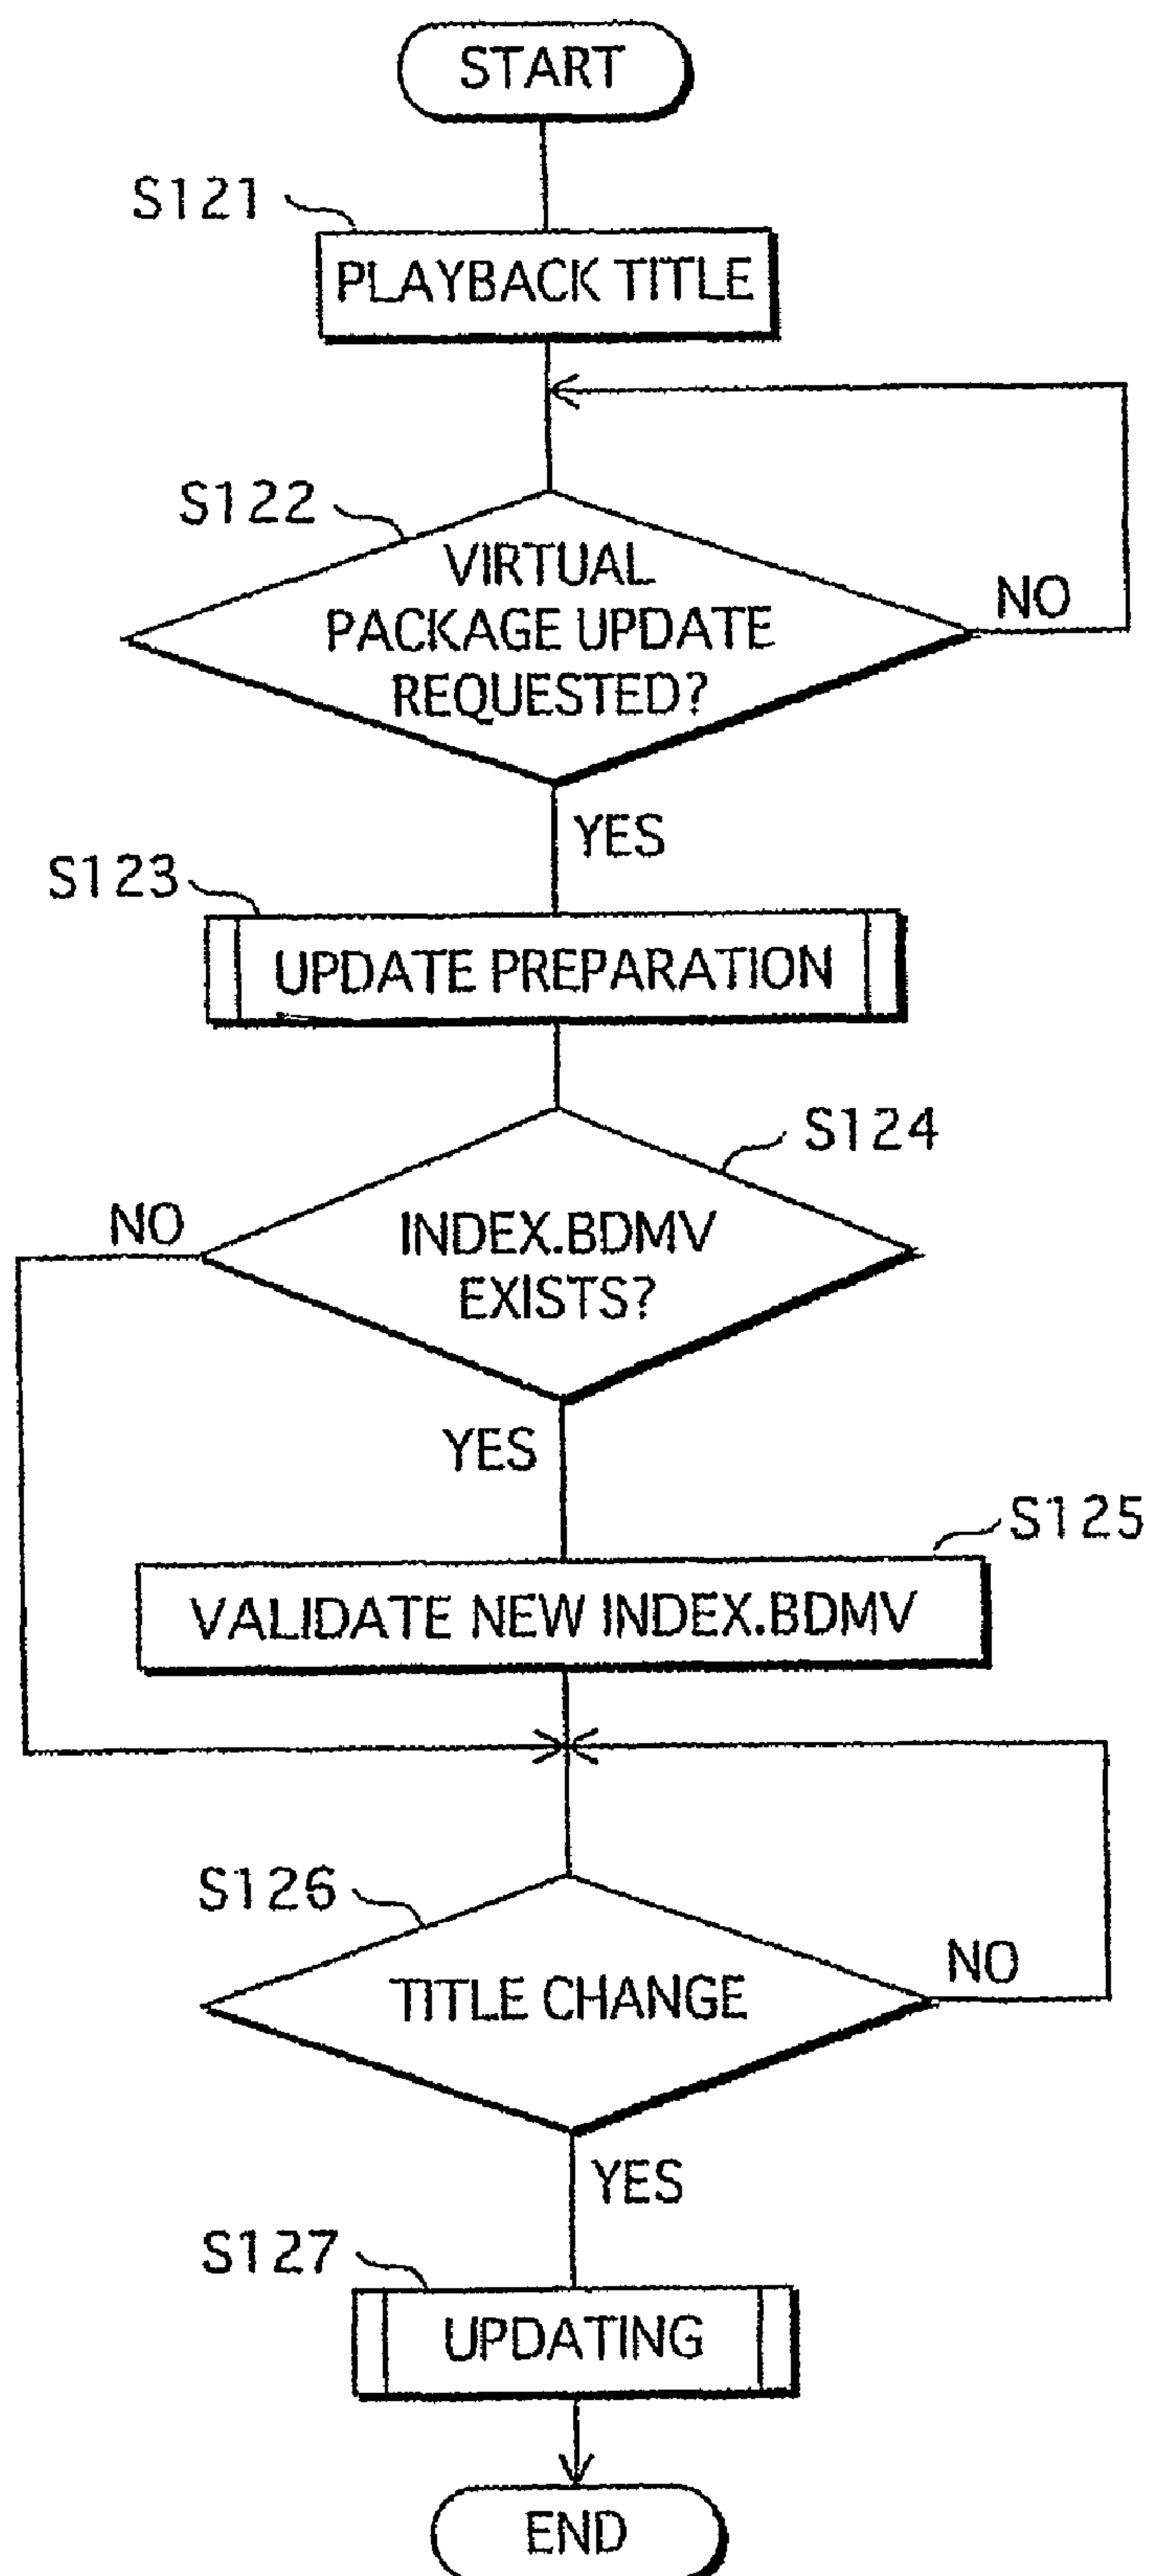 START
S121
PLAYBACK TITLE
S122
VIRTUAL
PACKAGE UPDATE
REQUESTED?
NO
YES
S123
UPDATE PREPARATION
S124
NO
INDEX.BDMV
EXISTS?
YES
S125
VALIDATE NEW INDEX.BDMV
S126
TITLE CHANGE
NO
YES
S127
UPDATING
END